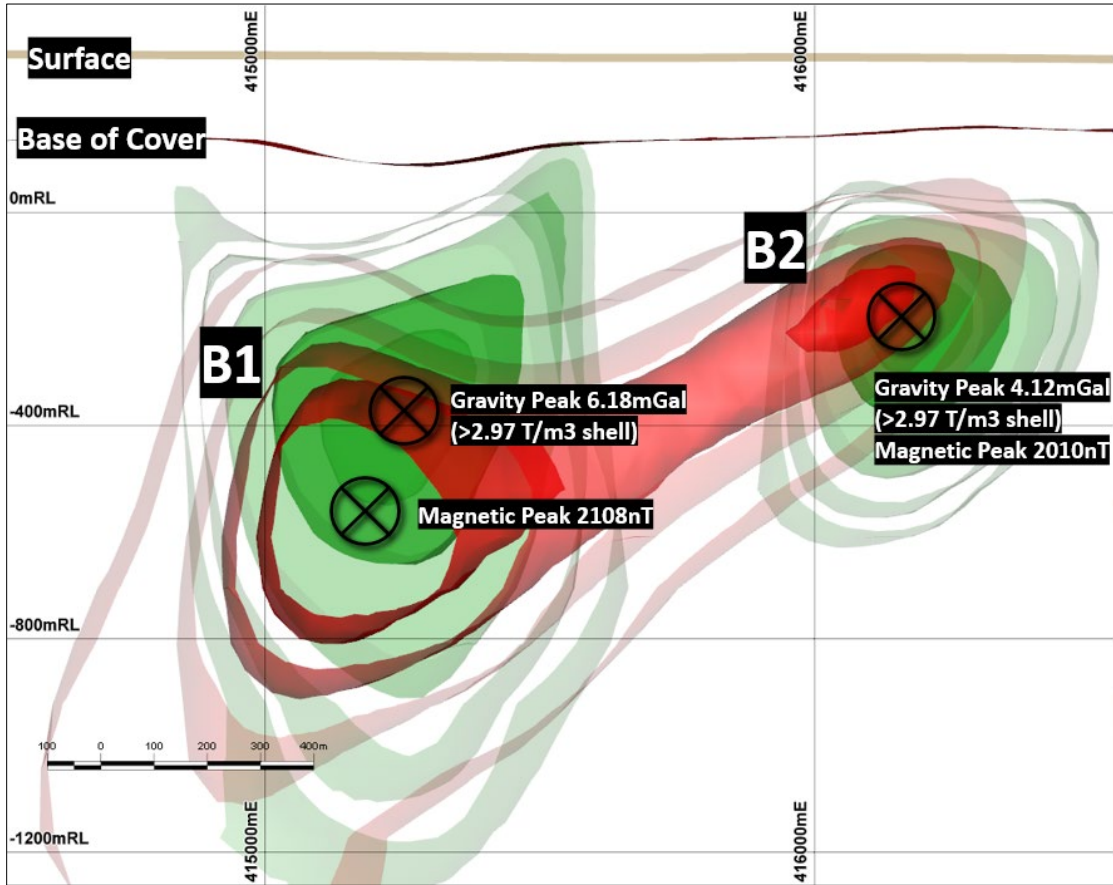 415000mE
416000mE
Surface
Base of Cover
0mRL
B2
B1
Gravity Peak 6.18mGal
(>2.97 T/m3 shell)
Gravity Peak 4.12mGal
(>2.97 T/m3 shell)
Magnetic Peak 2010nT
-400mRL
Magnetic Peak 2108nT
-800mRL
100 0 100 200 300 400m
415000mE
416000mE
-1200mRL